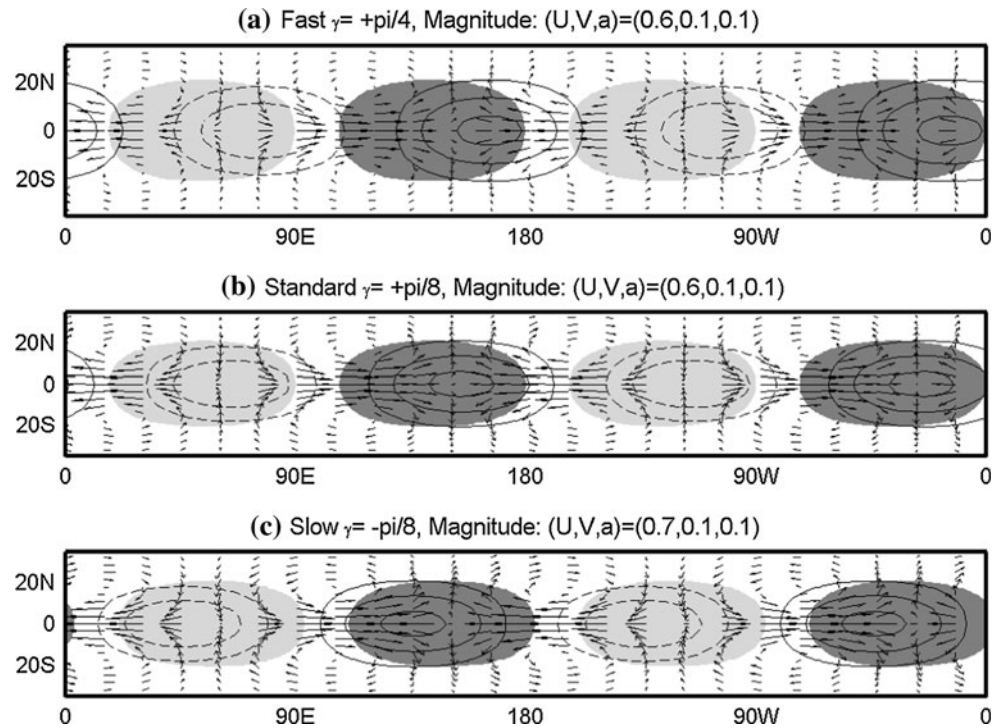 (a) Fast γ= +pi/4, Magnitude: (U,V,a)=(0.6,0.1,0.1)
20N
0
20S
0 90E 180 90W 0
(b) Standard γ= +pi/8, Magnitude: (U,V,a)=(0.6,0.1,0.1)
20N
0
20S
0 90E 180 90W 0
(c) Slow γ= -pi/8, Magnitude: (U,V,a)=(0.7,0.1,0.1)
20N
0
20S
0 90E 180 90W 0